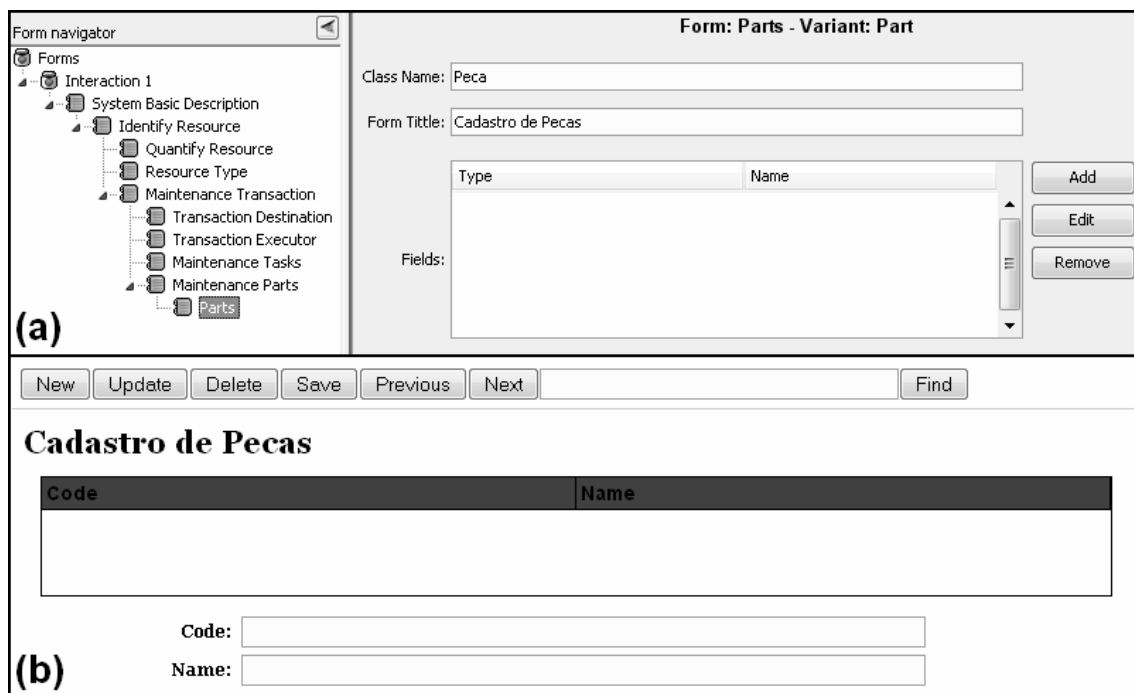 Form navigator
Forms
Interaction 1
System Basic Description
Identify Resource
Quantify Resource
Resource Type
Maintenance Transaction
Transaction Destination
Transaction Executor
Maintenance Tasks
Maintenance Parts
Parts
(a)
Form: Parts - Variant: Part
Class Name: Peca
Form Tittle: Cadastro de Pecas
Type Name
Fields:
Add
Edit
Remove
New Update Delete Save Previous Next Find
Cadastro de Pecas
Code Name
Code:
Name:
(b)